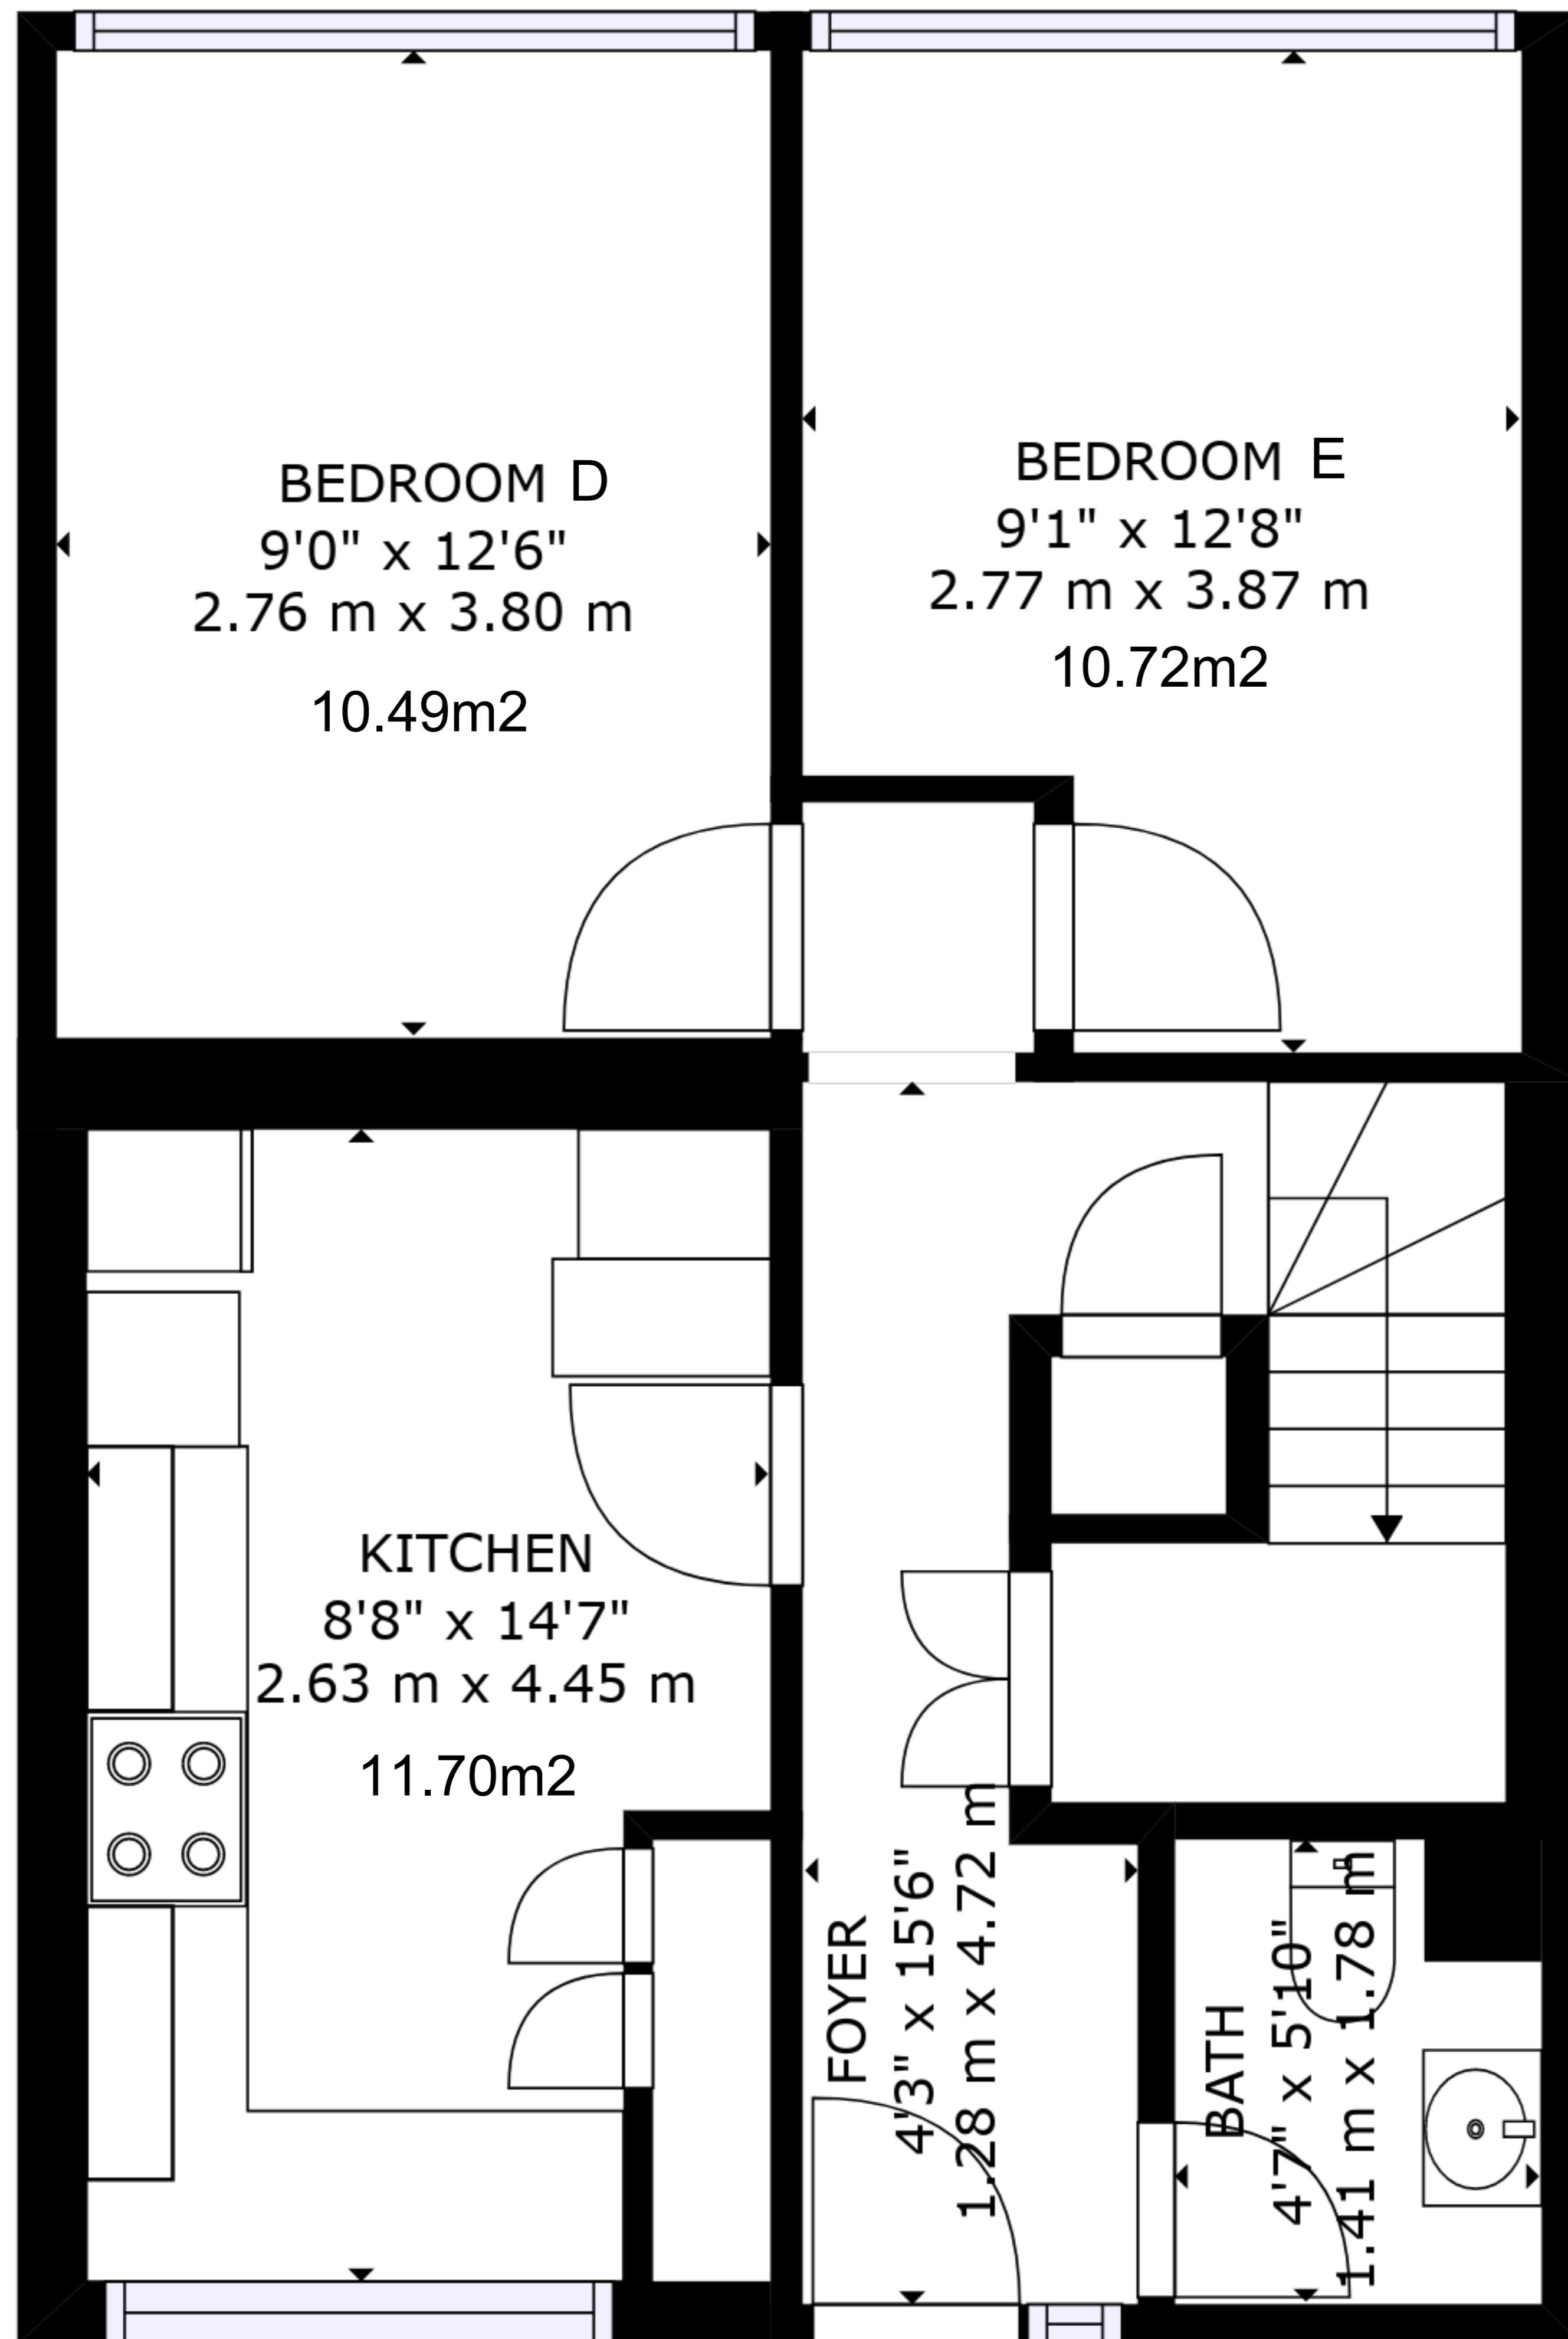 BEDROOM D
9'0" x 12'6"
2.76 m x 3.80 m
10.49m2
BEDROOM E
9'1" x 12'8"
2.77 m x 3.87 m
10.72m2
KITCHEN
8'8" x 14'7"
2.63 m x 4.45 m
11.70m2
FOYER
4'3" x 15'6"
1.28 m x 4.72 m
BATH
4'7" x 5'10"
1.41 m x 1.78 m